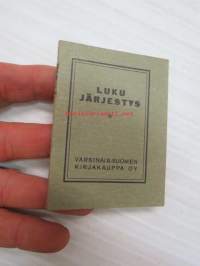 LUKU
JÄRJESTYS
VARSINAIS-SUOMEN
KIRJAKAUPPA OY